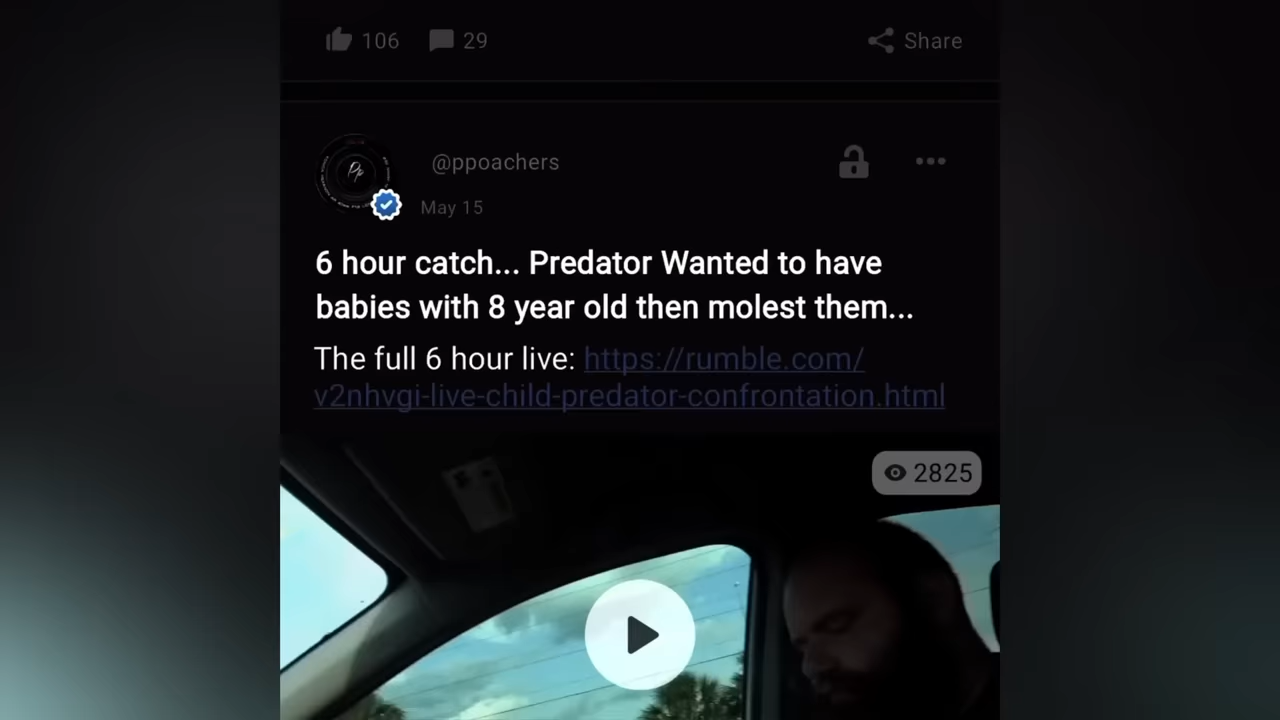 106 29 Share
@ppoachers
May 15
6 hour catch... Predator Wanted to have
babies with 8 year old then molest them...
The full 6 hour live: https://rumble.com/
v2nhvgi-live-child-predator-confrontation.html
2825